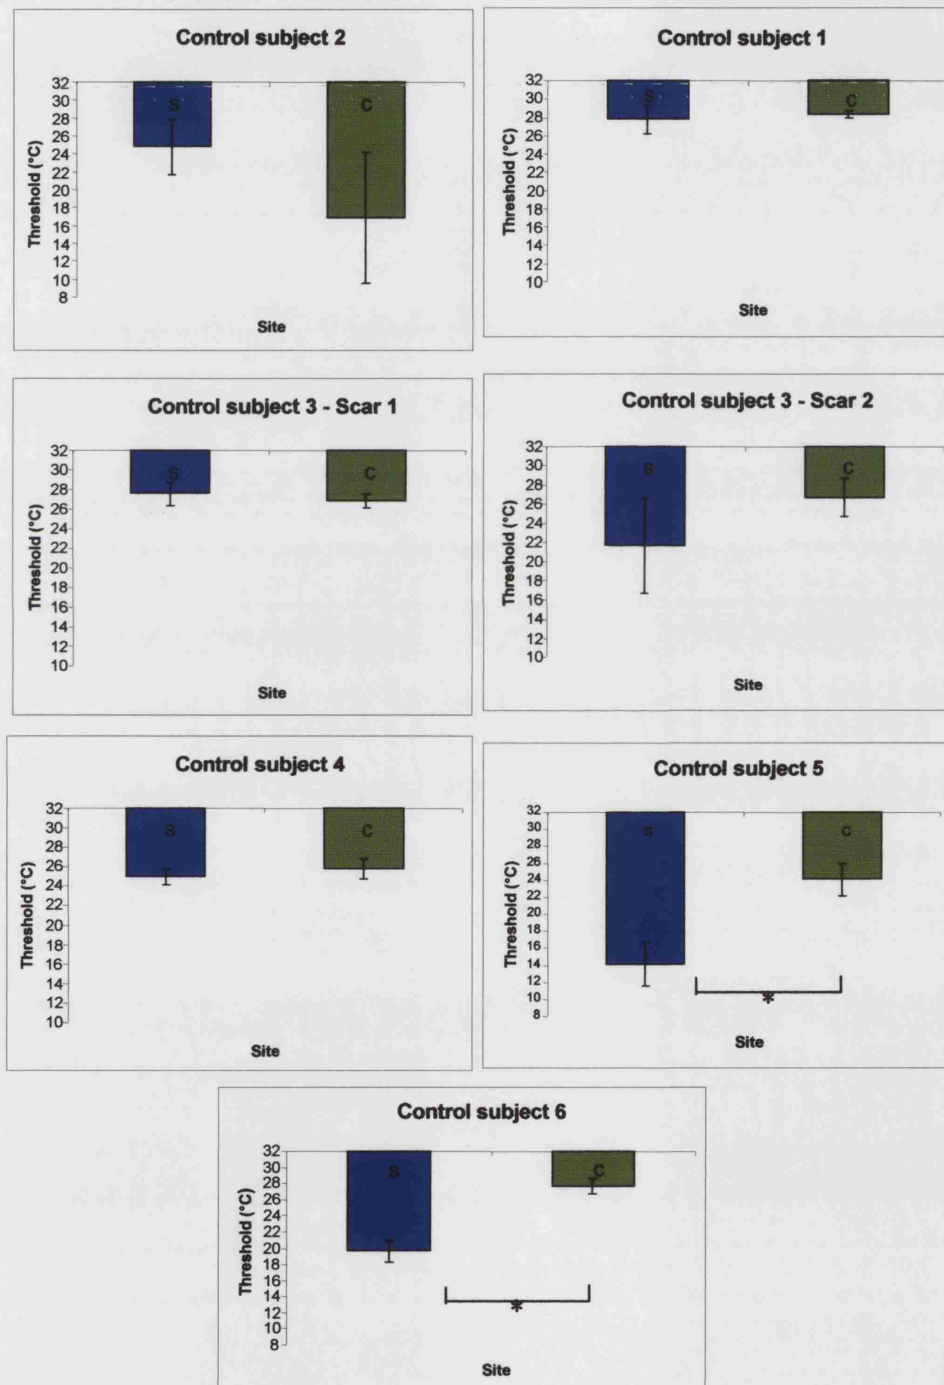 Control subject 2
Threshold (°C)
32
30
28
26
24
22
20
18
16
14
12
10
8
S
C
Site
Control subject 1
Threshold (°C)
32
30
28
26
24
22
20
18
16
14
12
10
S
C
Site
Control subject 3 - Scar 1
Threshold (°C)
32
30
28
26
24
22
20
18
16
14
12
10
S
C
Site
Control subject 3 - Scar 2
Threshold (°C)
32
30
28
26
24
22
20
18
16
14
12
10
S
C
Site
Control subject 4
Threshold (°C)
32
30
28
26
24
22
20
18
16
14
12
10
S
C
Site
Control subject 5
Threshold (°C)
32
30
28
26
24
22
20
18
16
14
12
10
8
S
C
*
Site
Control subject 6
Threshold (°C)
32
30
28
26
24
22
20
18
16
14
12
10
8
S
C
*
Site